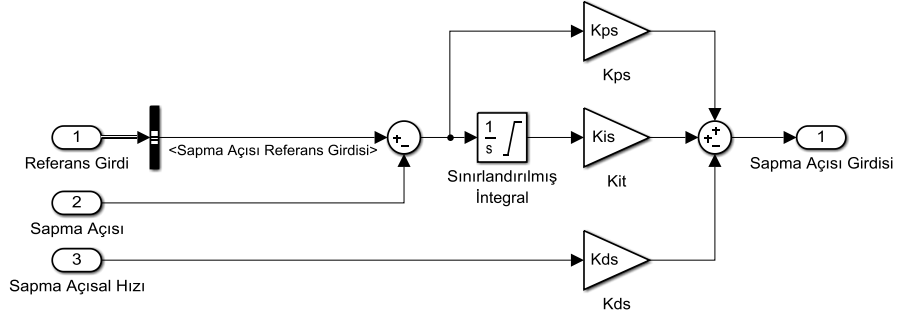 Kps
Kps
1
Referans Girdi
<Sapma Açısı Referans Girdisi>
+
−
1
s
Sınırlandırılmış
İntegral
Kis
Kit
+
+
−
1
Sapma Açısı Girdisi
2
Sapma Açısı
3
Sapma Açısal Hızı
Kds
Kds